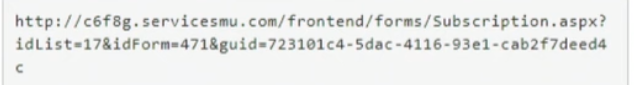 http://c6f8g.servicesmu.com/frontend/forms/Subscription.aspx?
idList=17&idForm=471&guid=723101c4-5dac-4116-93e1-cab2f7deed4
c